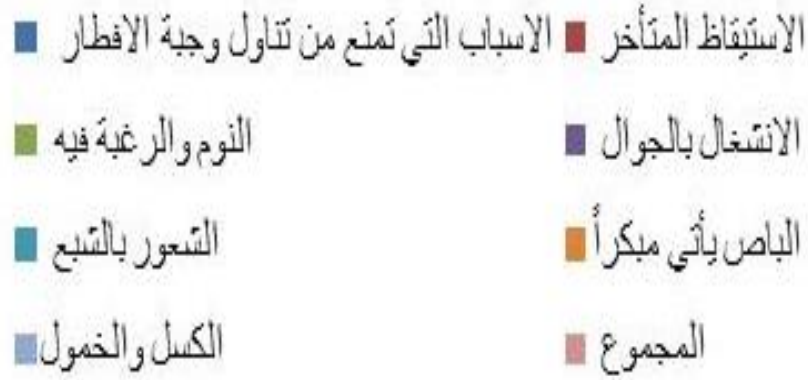 الاستيقاظ المتأخر الاسباب التي تمنع من تناول وجبة الافطار
الانشغال بالجوال النوم والرغبة فيه
الباص يأتي مبكراً الشعور بالشبع
المجموع الكسل والخمول